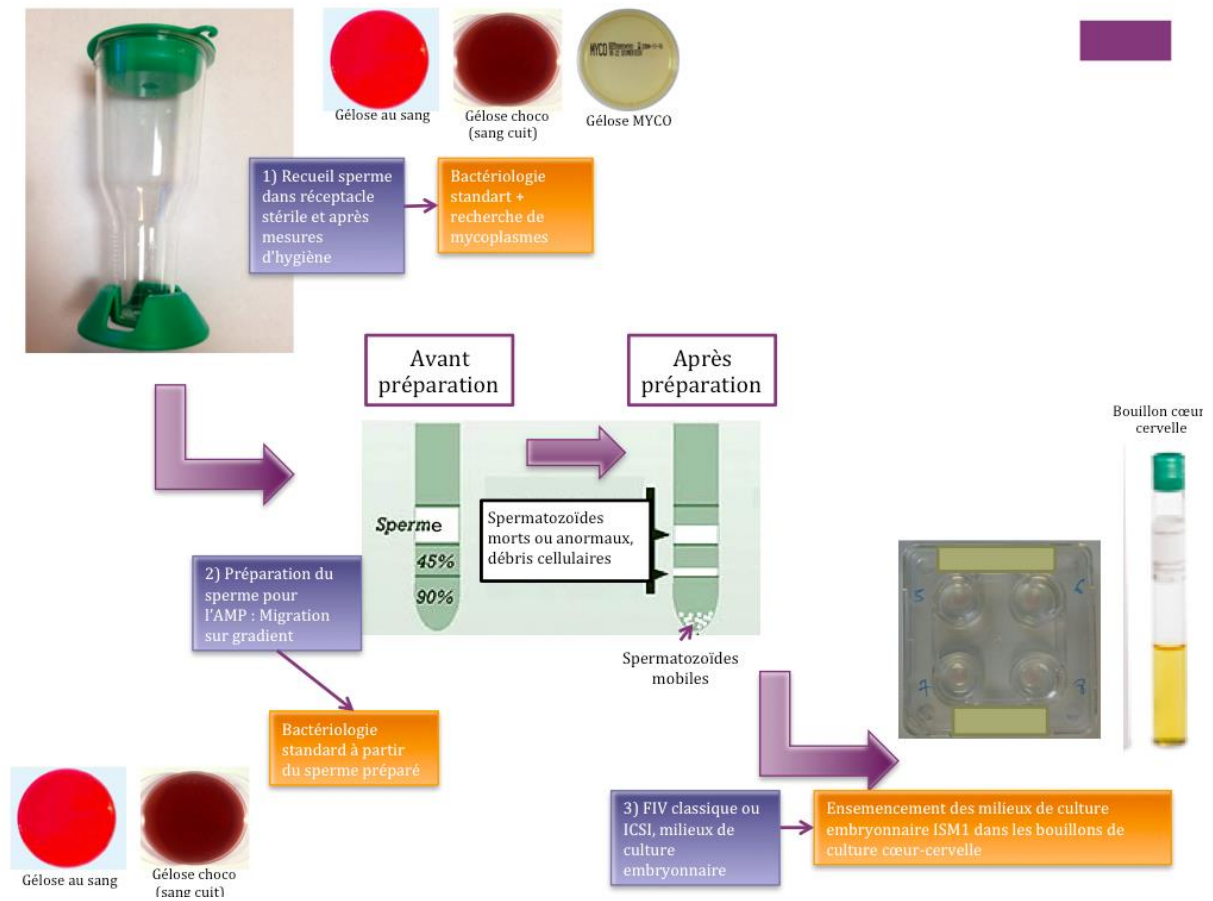 MYCO
Gélose au sang
Gélose choco
(sang cuit)
Gélose MYCO
1) Recueil sperme
dans réceptacle
stérile et après
mesures
d'hygiène
Bactériologie
standart +
recherche de
mycoplasmes
Avant
préparation
Après
préparation
Sperme
45%
90%
Spermatozoïdes
morts ou anormaux,
débris cellulaires
Spermatozoïdes
mobiles
2) Préparation du
sperme pour
l'AMP : Migration
sur gradient
Bactériologie
standard à partir
du sperme préparé
Gélose au sang
Gélose choco
(sang cuit)
Bouillon cœur
cervelle
5
6
7
8
3) FIV classique ou
ICSI, milieux de
culture
embryonnaire
Ensemencement des milieux de culture
embryonnaire ISM1 dans les bouillons de
culture cœur-cervelle